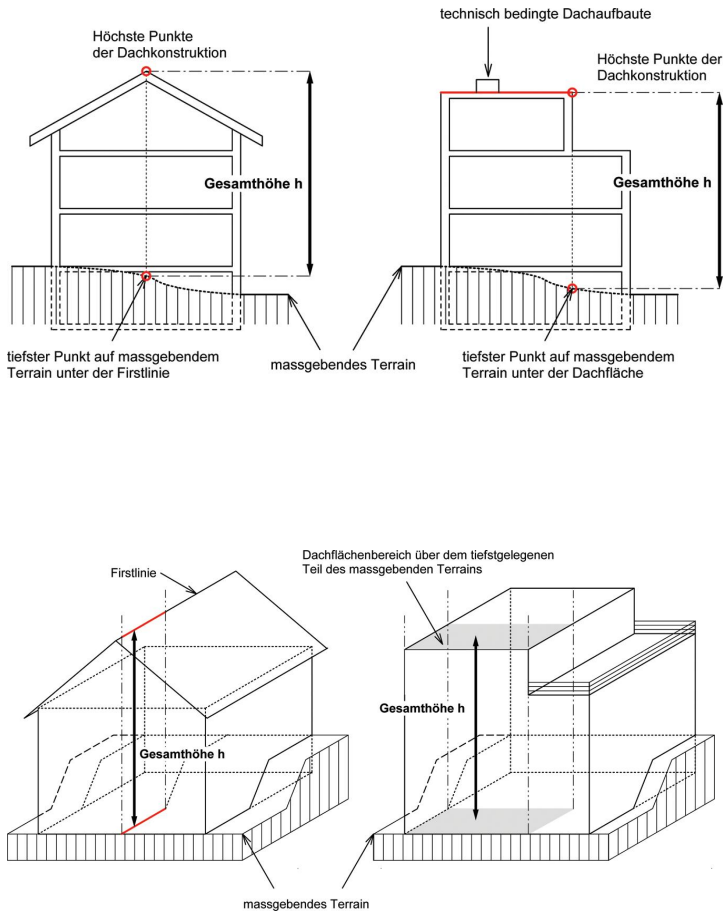 technisch bedingte Dachaufbaute
Höchste Punkte
der Dachkonstruktion
Höchste Punkte der
Dachkonstruktion
Gesamthöhe h
Gesamthöhe h
tiefster Punkt auf massgebendem
Terrain unter der Firstlinie
massgebendes Terrain
tiefster Punkt auf massgebendem
Terrain unter der Dachfläche
Dachflächenbereich über dem tiefstgelegenen
Teil des massgebenden Terrains
Firstlinie
Gesamthöhe h
Gesamthöhe h
massgebendes Terrain